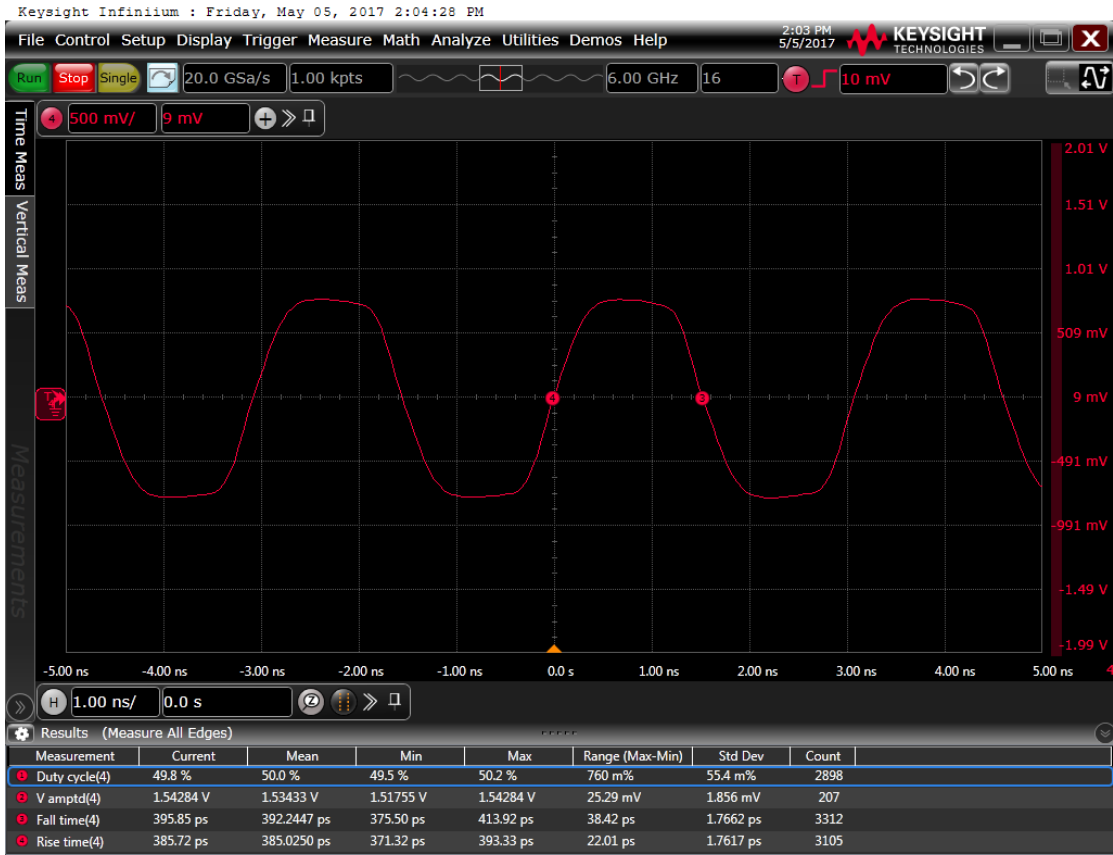 Keysight Infiniium : Friday, May 05, 2017 2:04:28 PM
File Control Setup Display Trigger Measure Math Analyze Utilities Demos Help
2:03 PM
5/5/2017
KEYSIGHT
TECHNOLOGIES
X
Run Stop Single 20.0 GSa/s 1.00 kpts 6.00 GHz 16 T 10 mV
Time Meas
Vertical Meas
Measurements
4 500 mV/ 9 mV
2.01 V
1.51 V
1.01 V
509 mV
T 4 3 9 mV
-491 mV
-991 mV
-1.49 V
-1.99 V
-5.00 ns -4.00 ns -3.00 ns -2.00 ns -1.00 ns 0.0 s 1.00 ns 2.00 ns 3.00 ns 4.00 ns 5.00 ns
H 1.00 ns/ 0.0 s Z
Results (Measure All Edges)
Measurement Current Mean Min Max Range (Max-Min) Std Dev Count
1 Duty cycle(4) 49.8 % 50.0 % 49.5 % 50.2 % 760 m% 55.4 m% 2898
2 V amptd(4) 1.54284 V 1.53433 V 1.51755 V 1.54284 V 25.29 mV 1.856 mV 207
3 Fall time(4) 395.85 ps 392.2447 ps 375.50 ps 413.92 ps 38.42 ps 1.7662 ps 3312
4 Rise time(4) 385.72 ps 385.0250 ps 371.32 ps 393.33 ps 22.01 ps 1.7617 ps 3105